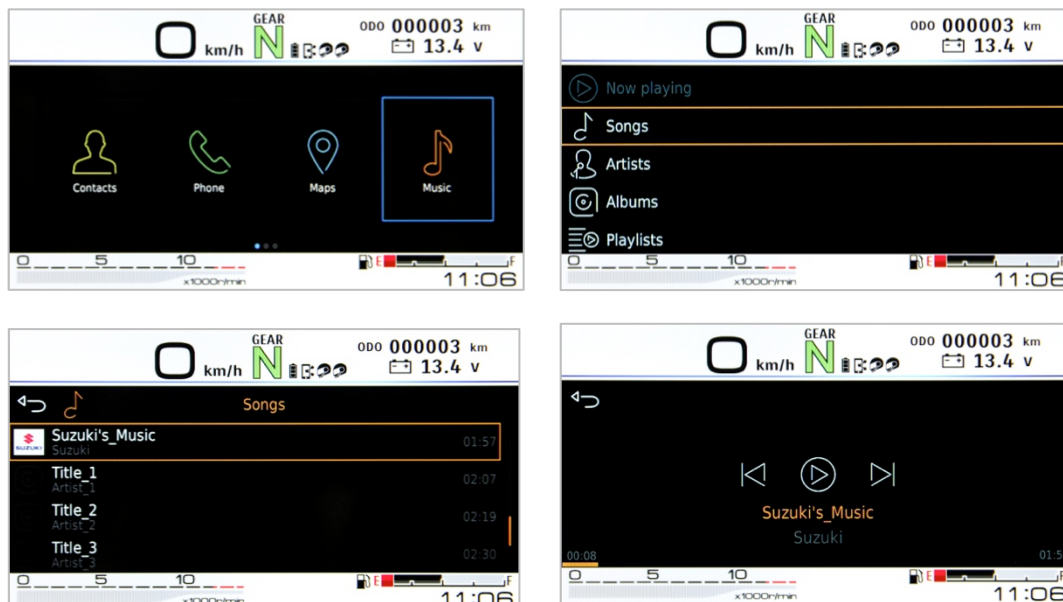 GEAR
0 km/h N
ODO 000003 km
13.4 V
Contacts
Phone
Maps
Music
0 5 10
x1000r/min
E F
11:06
GEAR
0 km/h N
ODO 000003 km
13.4 V
Now playing
Songs
Artists
Albums
Playlists
0 5 10
x1000r/min
E F
11:06
GEAR
0 km/h N
ODO 000003 km
13.4 V
Songs
SUZUKI
Suzuki's_Music 01:57
Suzuki
Title_1 02:07
Artist_1
Title_2 02:19
Artist_2
Title_3 02:30
Artist_3
0 5 10
x1000r/min
E F
11:06
GEAR
0 km/h N
ODO 000003 km
13.4 V
Suzuki's_Music
Suzuki
00:08
0 5 10
x1000r/min
E F
11:06